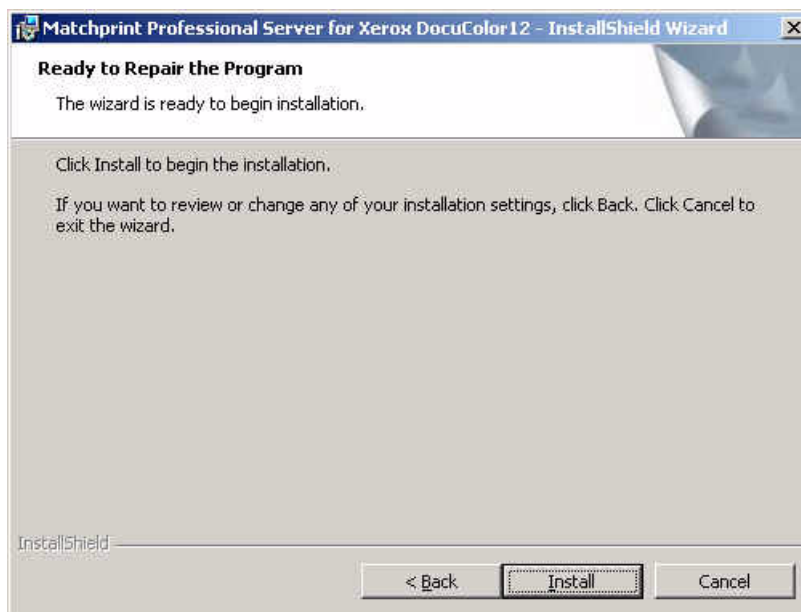 Matchprint Professional Server for Xerox DocuColor12 - InstallShield Wizard
Ready to Repair the Program
The wizard is ready to begin installation.
Click Install to begin the installation.
If you want to review or change any of your installation settings, click Back. Click Cancel to
exit the wizard.
InstallShield
< Back Install Cancel